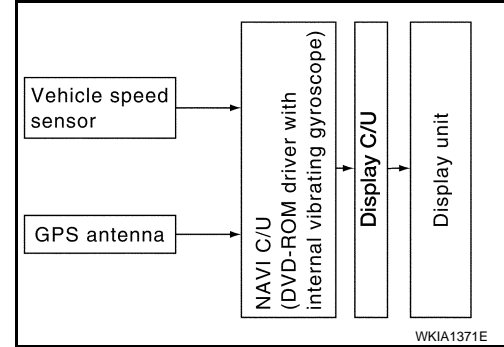 Vehicle speed
sensor
GPS antenna
NAVI C/U
(DVD-ROM driver with
internal vibrating gyroscope)
Display C/U
Display unit
WKIA1371E